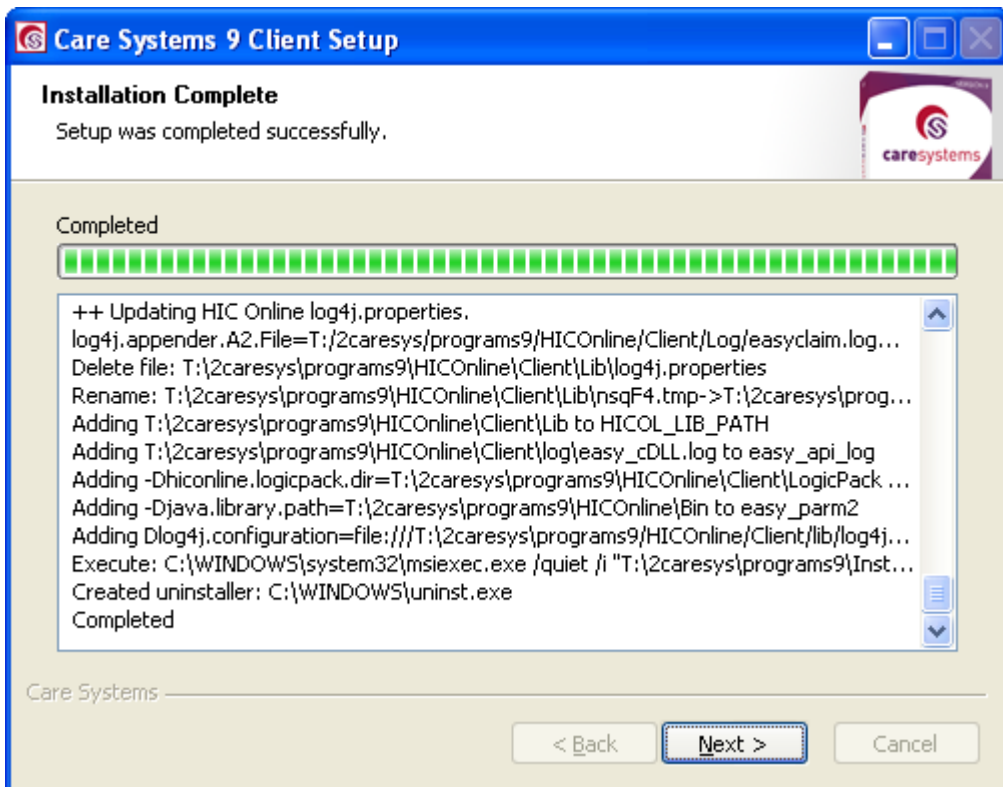 Care Systems 9 Client Setup
Installation Complete
Setup was completed successfully.
caresystems
Completed
++ Updating HIC Online log4j.properties.
log4j.appender.A2.File=T:/2caresys/programs9/HICOnline/Client/Log/easyclaim.log...
Delete file: T:\2caresys\programs9\HICOnline\Client\Lib\log4j.properties
Rename: T:\2caresys\programs9\HICOnline\Client\Lib\nsqF4.tmp->T:\2caresys\prog...
Adding T:\2caresys\programs9\HICOnline\Client\Lib to HICOL_LIB_PATH
Adding T:\2caresys\programs9\HICOnline\Client\log\easy_cDLL.log to easy_api_log
Adding -Dhiconline.logicpack.dir=T:\2caresys\programs9\HICOnline\Client\LogicPack ...
Adding -Djava.library.path=T:\2caresys\programs9\HICOnline\Bin to easy_parm2
Adding Dlog4j.configuration=file:///T:\2caresys\programs9/HICOnline/Client/lib/log4j...
Execute: C:\WINDOWS\system32\msiexec.exe /quiet /i "T:\2caresys\programs9\Inst...
Created uninstaller: C:\WINDOWS\uninst.exe
Completed
Care Systems
< Back
Next >
Cancel